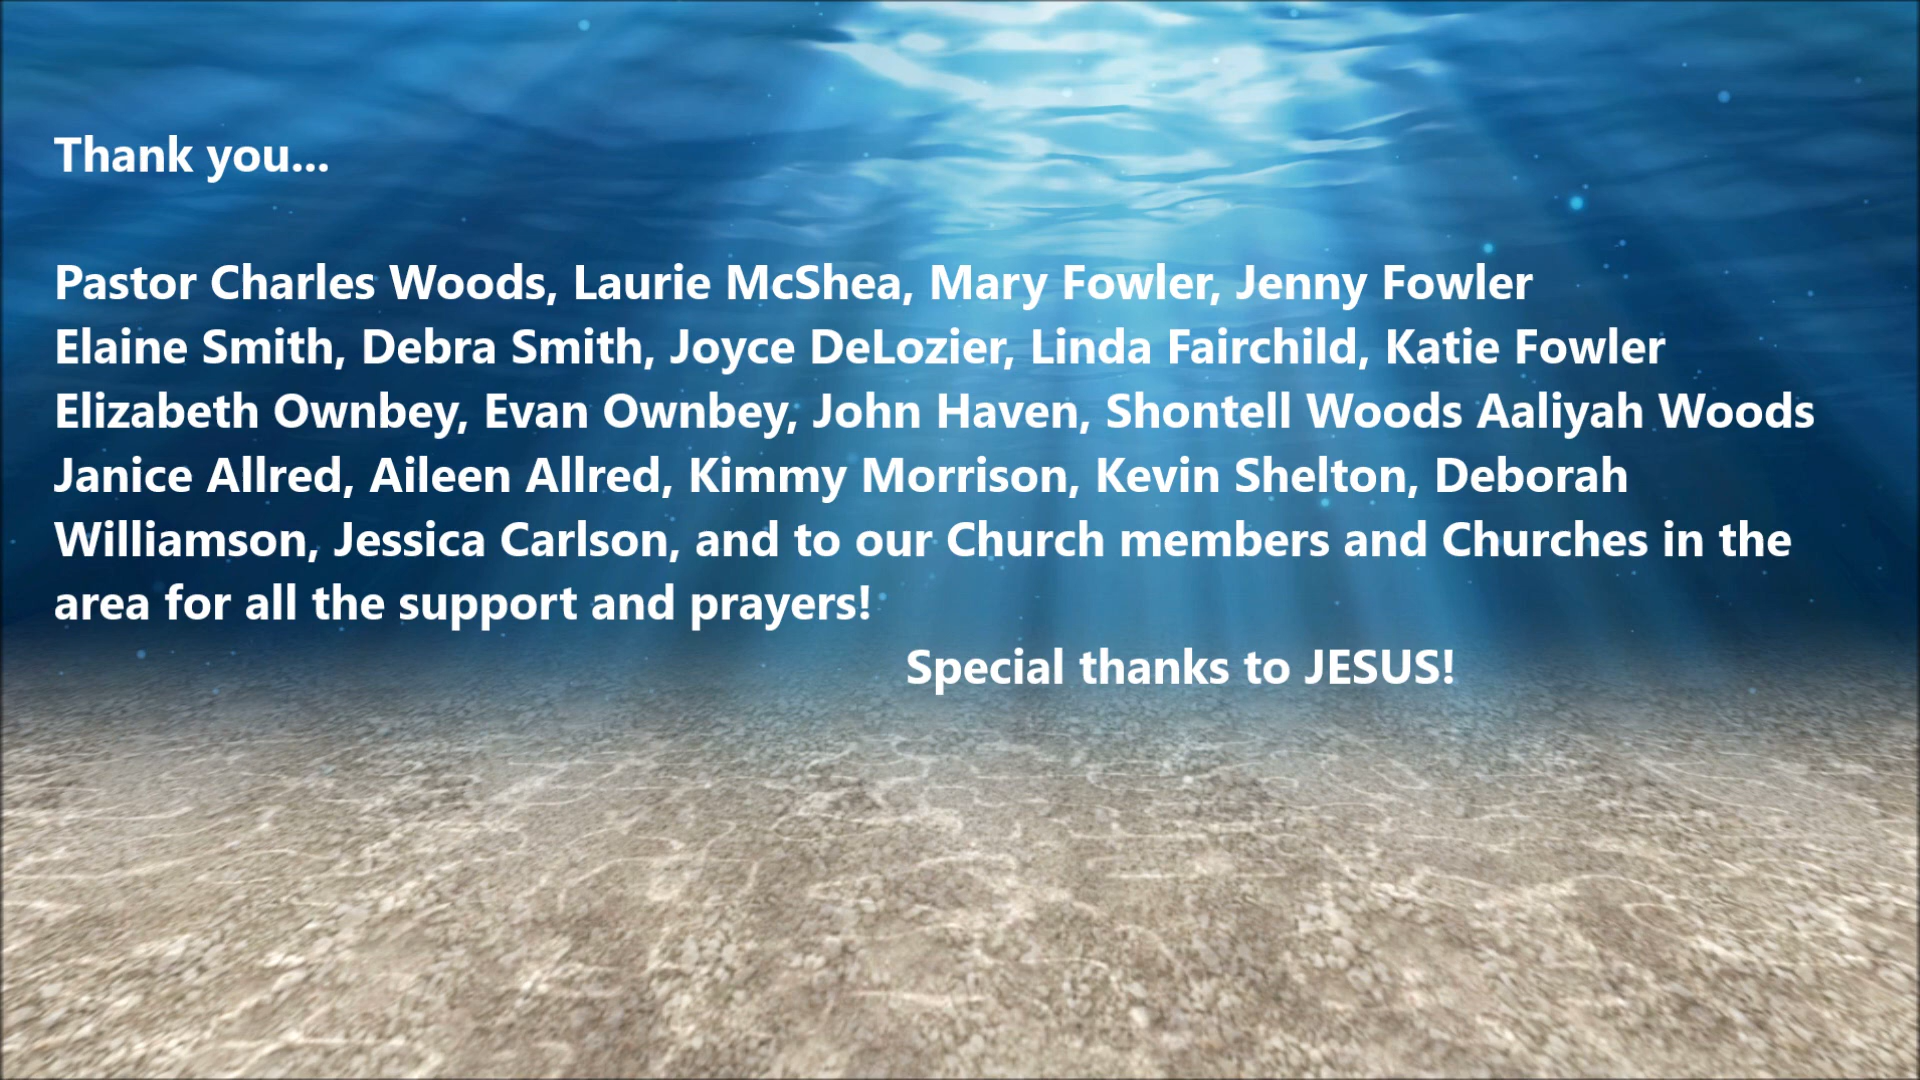 Thank you...
Pastor Charles Woods, Laurie McShea, Mary Fowler, Jenny Fowler
Elaine Smith, Debra Smith, Joyce DeLozier, Linda Fairchild, Katie Fowler
Elizabeth Ownbey, Evan Ownbey, John Haven, Shontell Woods Aaliyah Woods
Janice Allred, Aileen Allred, Kimmy Morrison, Kevin Shelton, Deborah
Williamson, Jessica Carlson, and to our Church members and Churches in the
area for all the support and prayers!
Special thanks to JESUS!